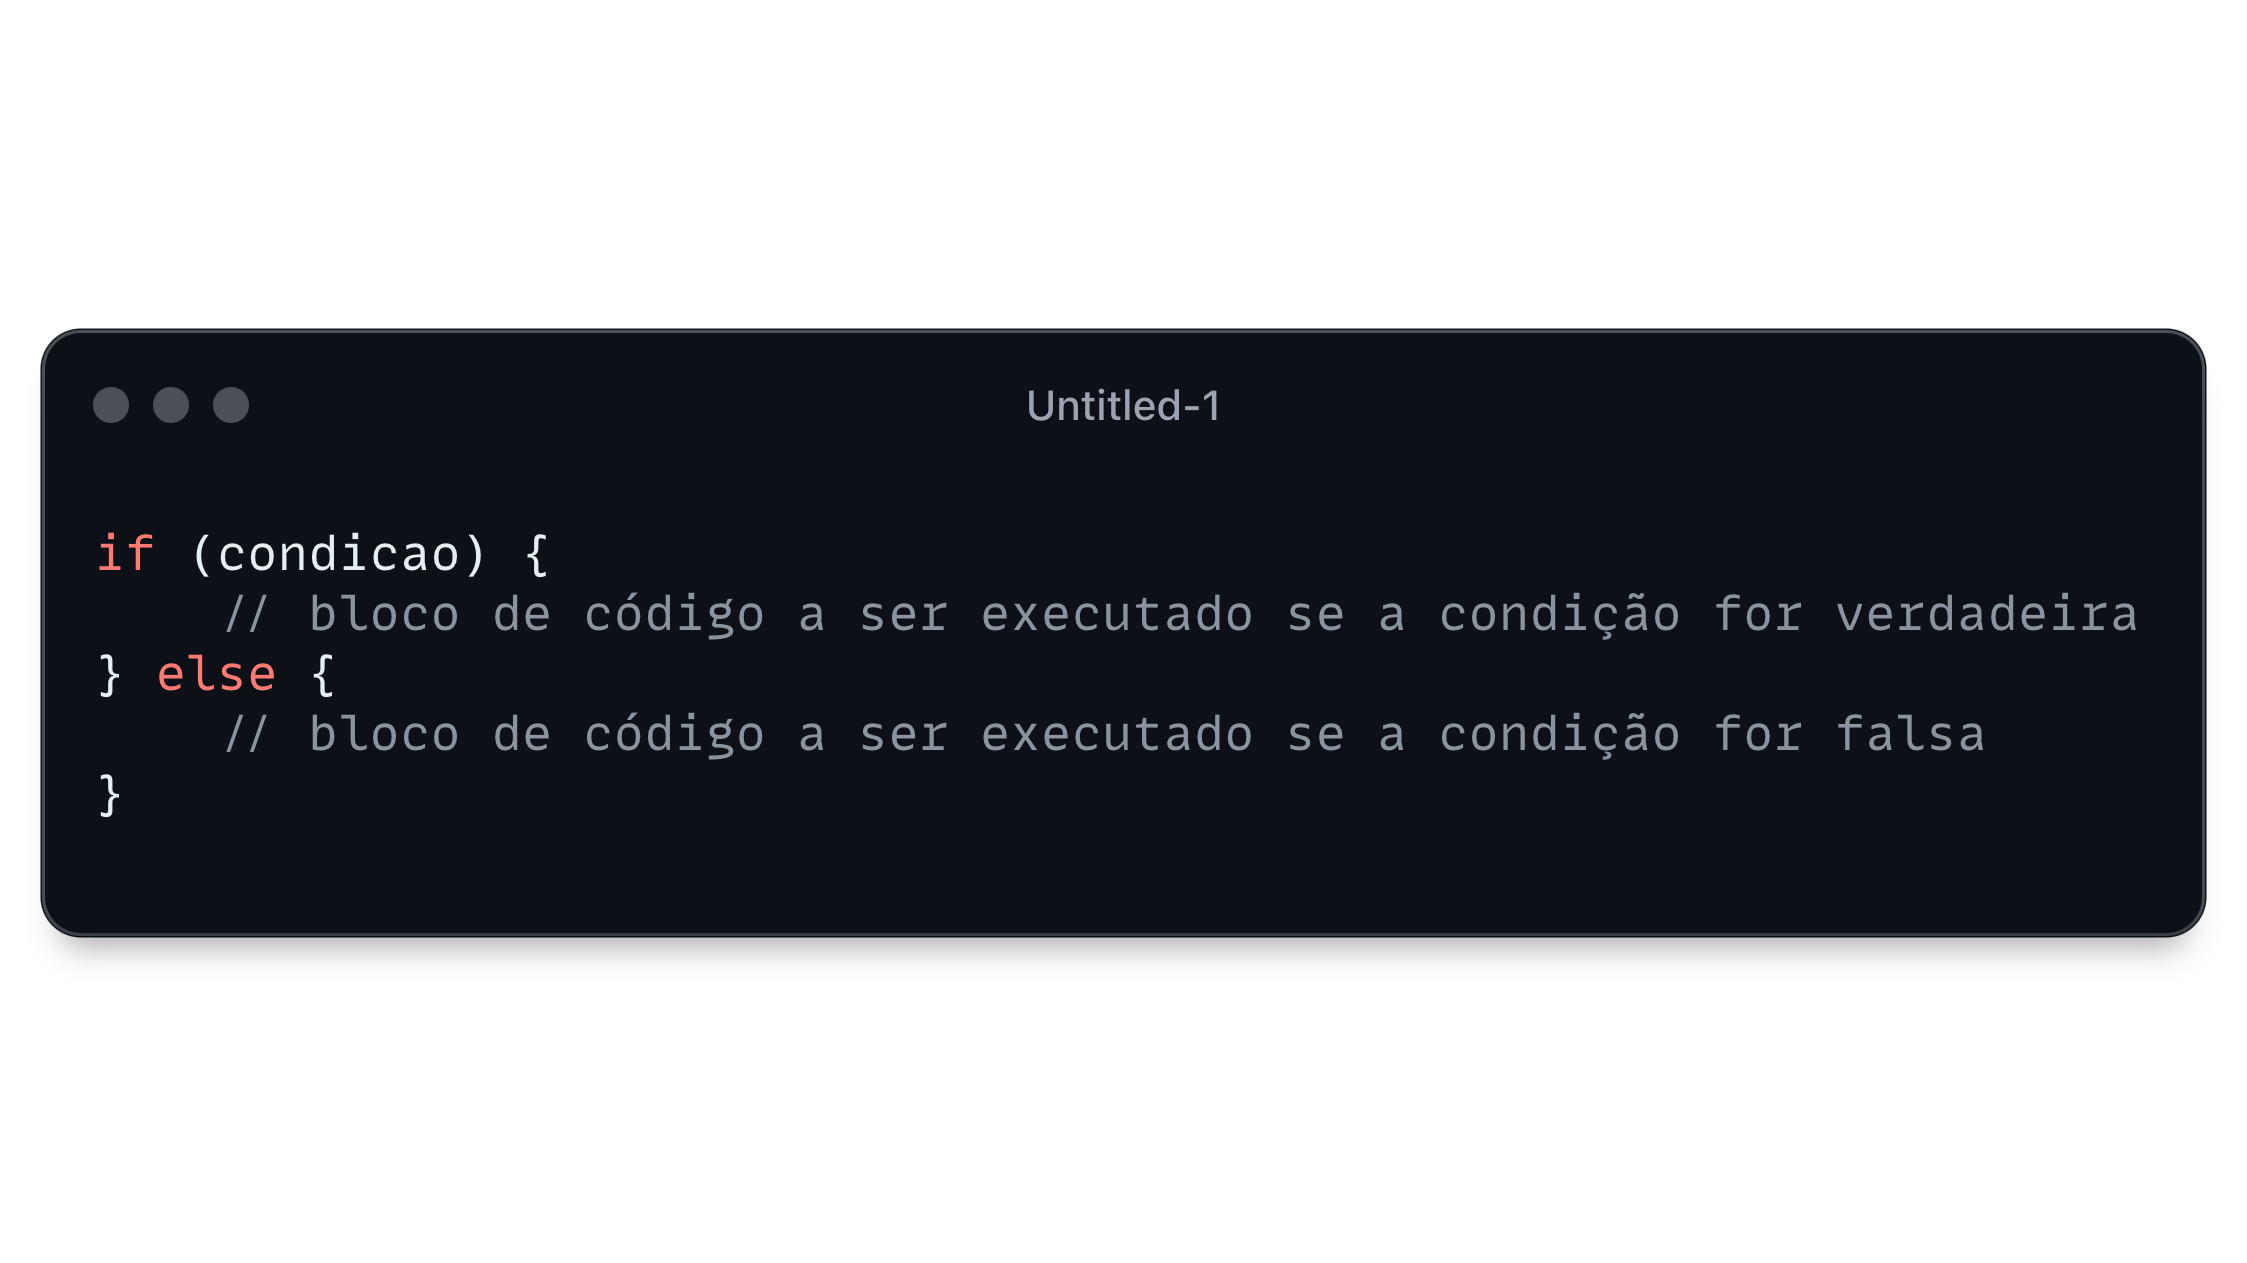 Untitled-1
if (condicao) {
    // bloco de código a ser executado se a condição for verdadeira
} else {
    // bloco de código a ser executado se a condição for falsa
}